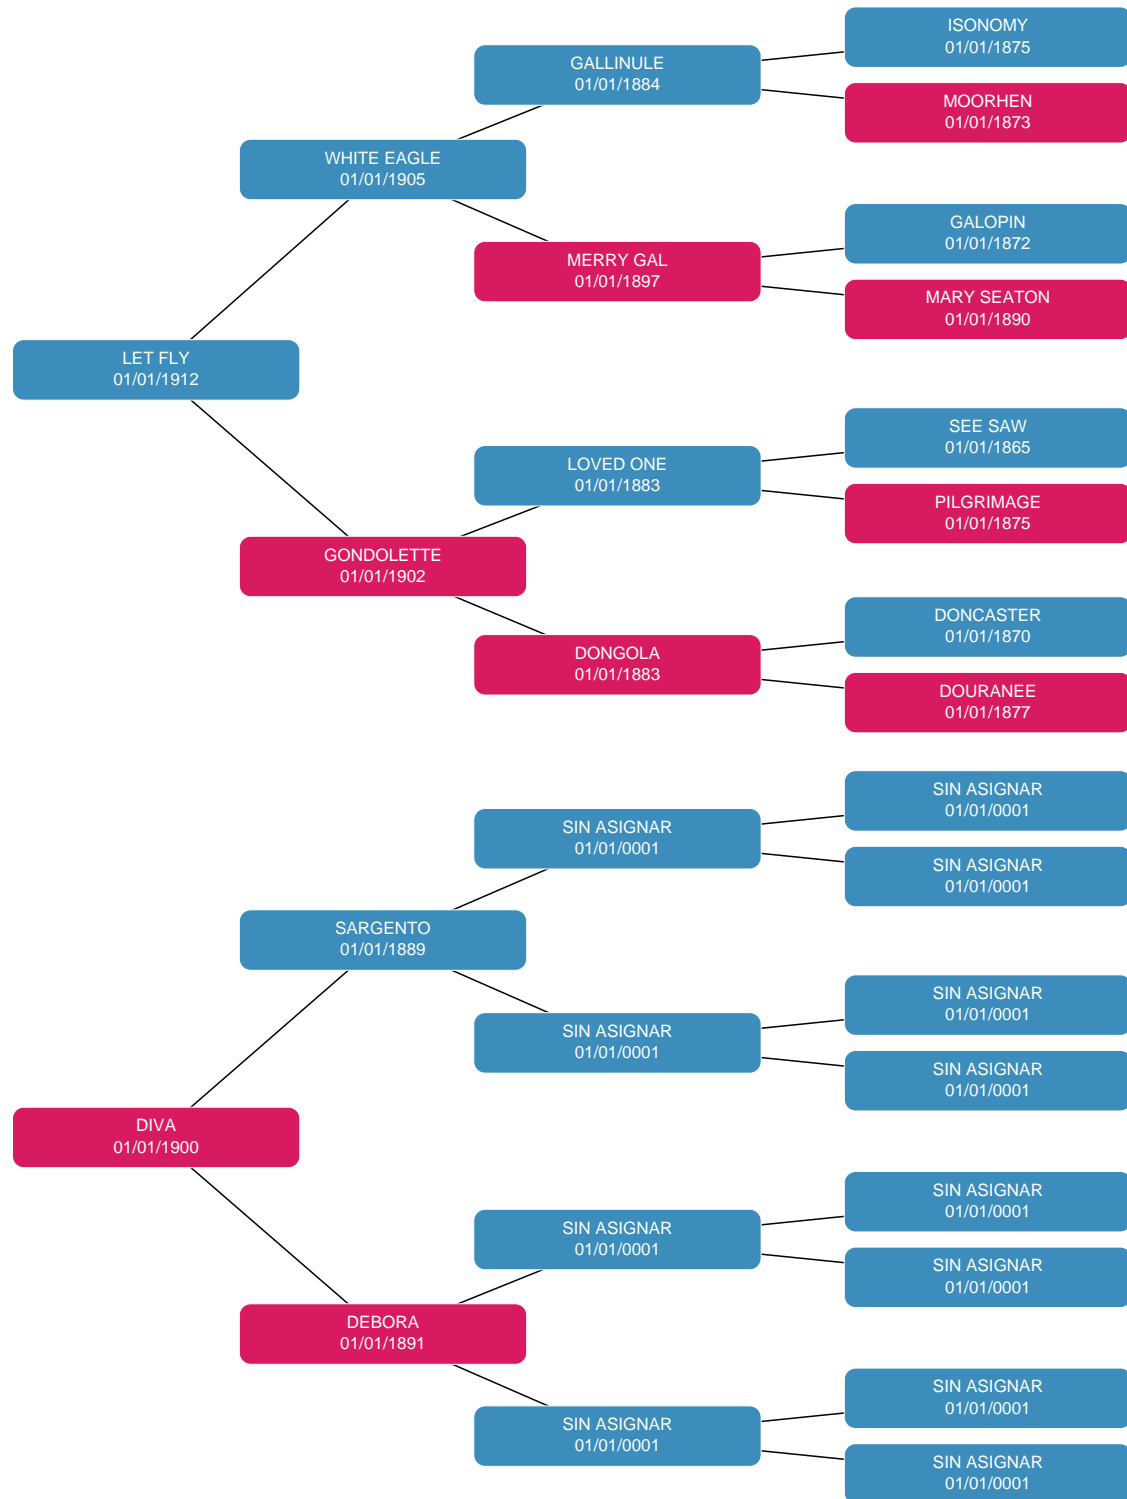 ISONOMY
01/01/1875
GALLINULE
01/01/1884
MOORHEN
01/01/1873
WHITE EAGLE
01/01/1905
GALOPIN
01/01/1872
MERRY GAL
01/01/1897
MARY SEATON
01/01/1890
LET FLY
01/01/1912
SEE SAW
01/01/1865
LOVED ONE
01/01/1883
PILGRIMAGE
01/01/1875
GONDOLETTE
01/01/1902
DONCASTER
01/01/1870
DONGOLA
01/01/1883
DOURANEE
01/01/1877
SIN ASIGNAR
01/01/0001
SIN ASIGNAR
01/01/0001
SIN ASIGNAR
01/01/0001
SARGENTO
01/01/1889
SIN ASIGNAR
01/01/0001
SIN ASIGNAR
01/01/0001
SIN ASIGNAR
01/01/0001
DIVA
01/01/1900
SIN ASIGNAR
01/01/0001
SIN ASIGNAR
01/01/0001
SIN ASIGNAR
01/01/0001
DEBORA
01/01/1891
SIN ASIGNAR
01/01/0001
SIN ASIGNAR
01/01/0001
SIN ASIGNAR
01/01/0001